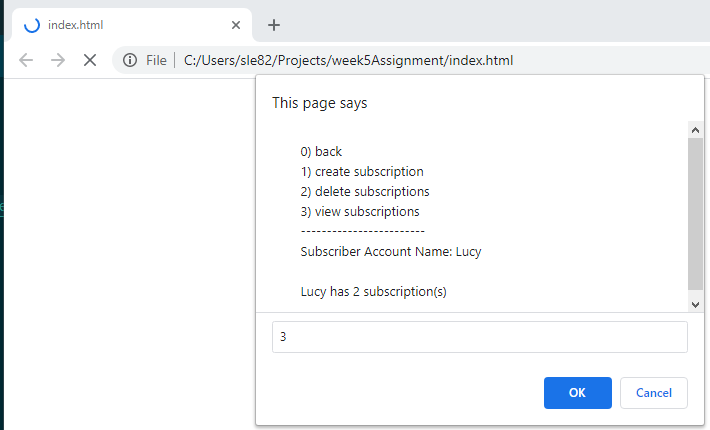 index.html
File C:/Users/sle82/Projects/week5Assignment/index.html
This page says
0) back
1) create subscription
2) delete subscriptions
3) view subscriptions
------------------------
Subscriber Account Name: Lucy
Lucy has 2 subscription(s)
3
OK Cancel